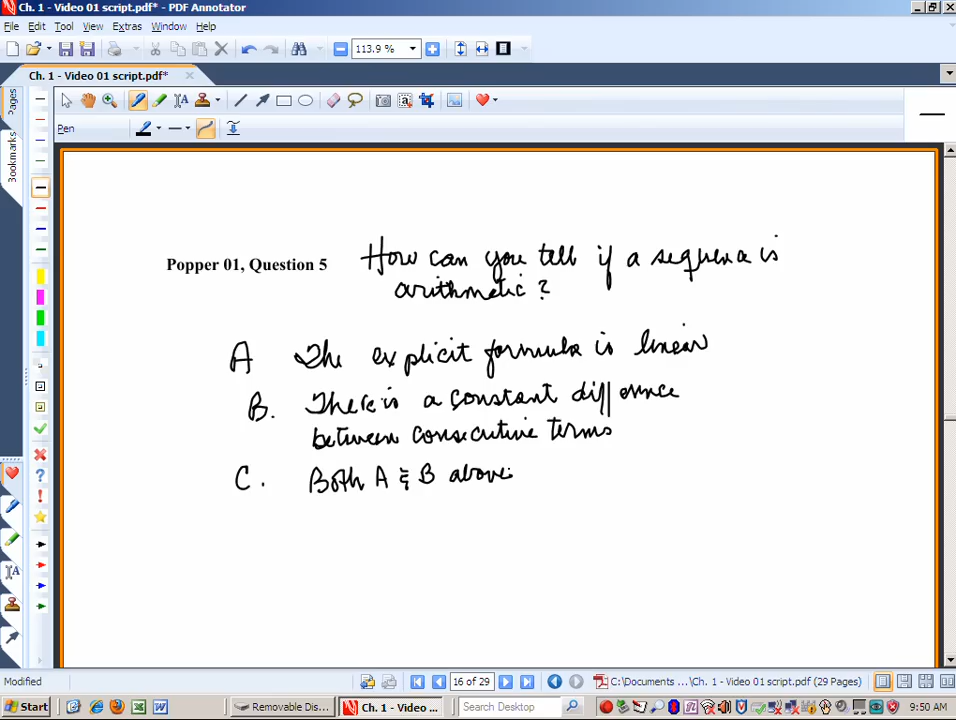 Ch. 1 - Video 01 script.pdf* - PDF Annotator
File Edit Tool View Extras Window Help
113.9 %
Ch. 1 - Video 01 script.pdf*
Pages
Bookmarks
Pen
Popper 01, Question 5 How can you tell if a sequence is
arithmetic?
A The explicit formula is linear
B. There is a constant difference
between consecutive terms
C. Both A & B above
Modified
16 of 29
C:\Documents ...\Ch. 1 - Video 01 script.pdf (29 Pages)
Start
Removable Dis...
Ch. 1 - Video ...
Search Desktop
9:50 AM